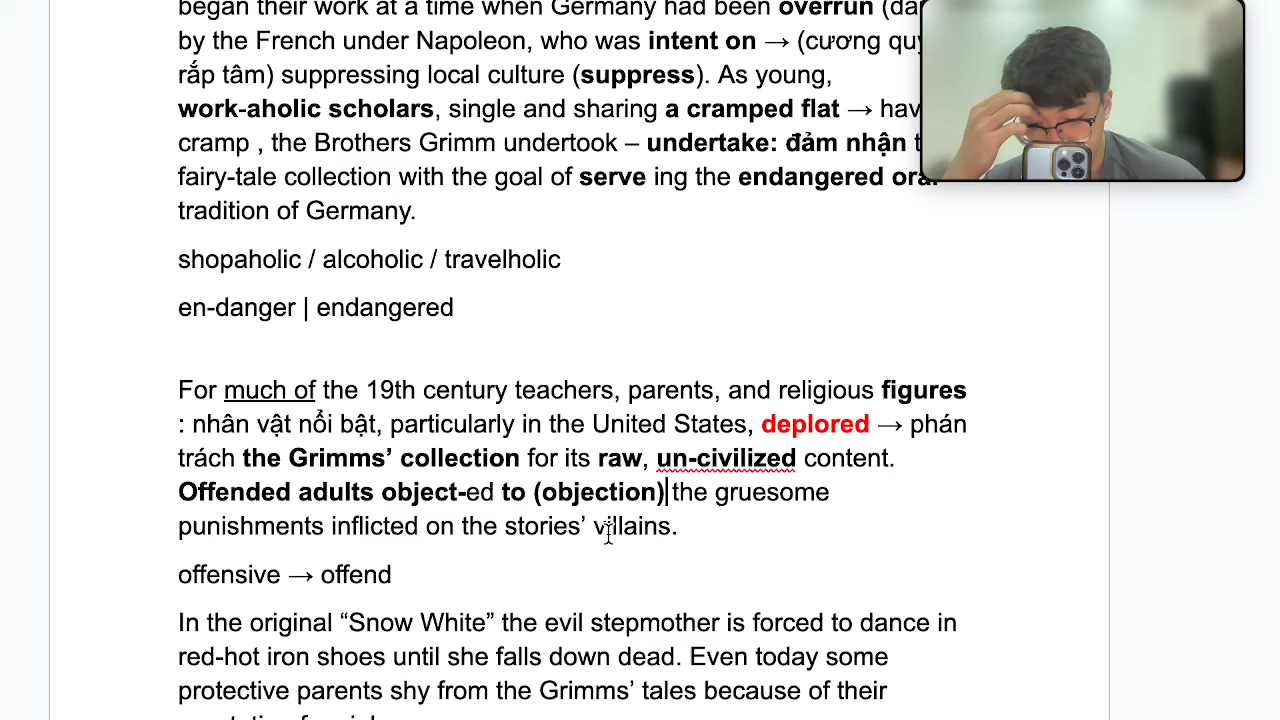 began their work at a time when Germany had been overrun
by the French under Napoleon, who was intent on → (cương
rắp tâm) suppressing local culture (suppress). As young,
work-aholic scholars, single and sharing a cramped flat →
cramp , the Brothers Grimm undertook – undertake: đảm nhận
fairy-tale collection with the goal of serve ing the endangered oral
tradition of Germany.
shopaholic / alcoholic / travelholic
en-danger | endangered
For much of the 19th century teachers, parents, and religious figures
: nhân vật nổi bật, particularly in the United States, deplored → phán
trách the Grimms’ collection for its raw, un-civilized content.
Offended adults object-ed to (objection) the gruesome
punishments inflicted on the stories’ villains.
offensive → offend
In the original “Snow White” the evil stepmother is forced to dance in
red-hot iron shoes until she falls down dead. Even today some
protective parents shy from the Grimms’ tales because of their